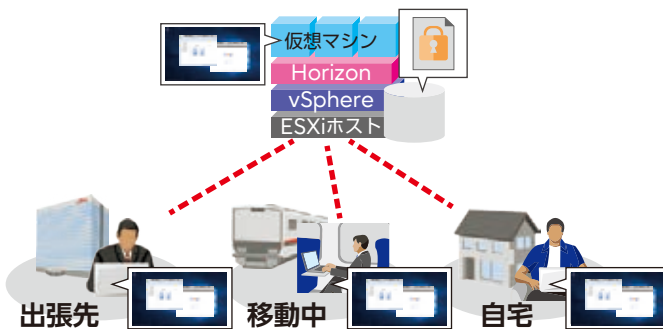 仮想マシン
Horizon
vSphere
ESXiホスト
出張先
移動中
自宅